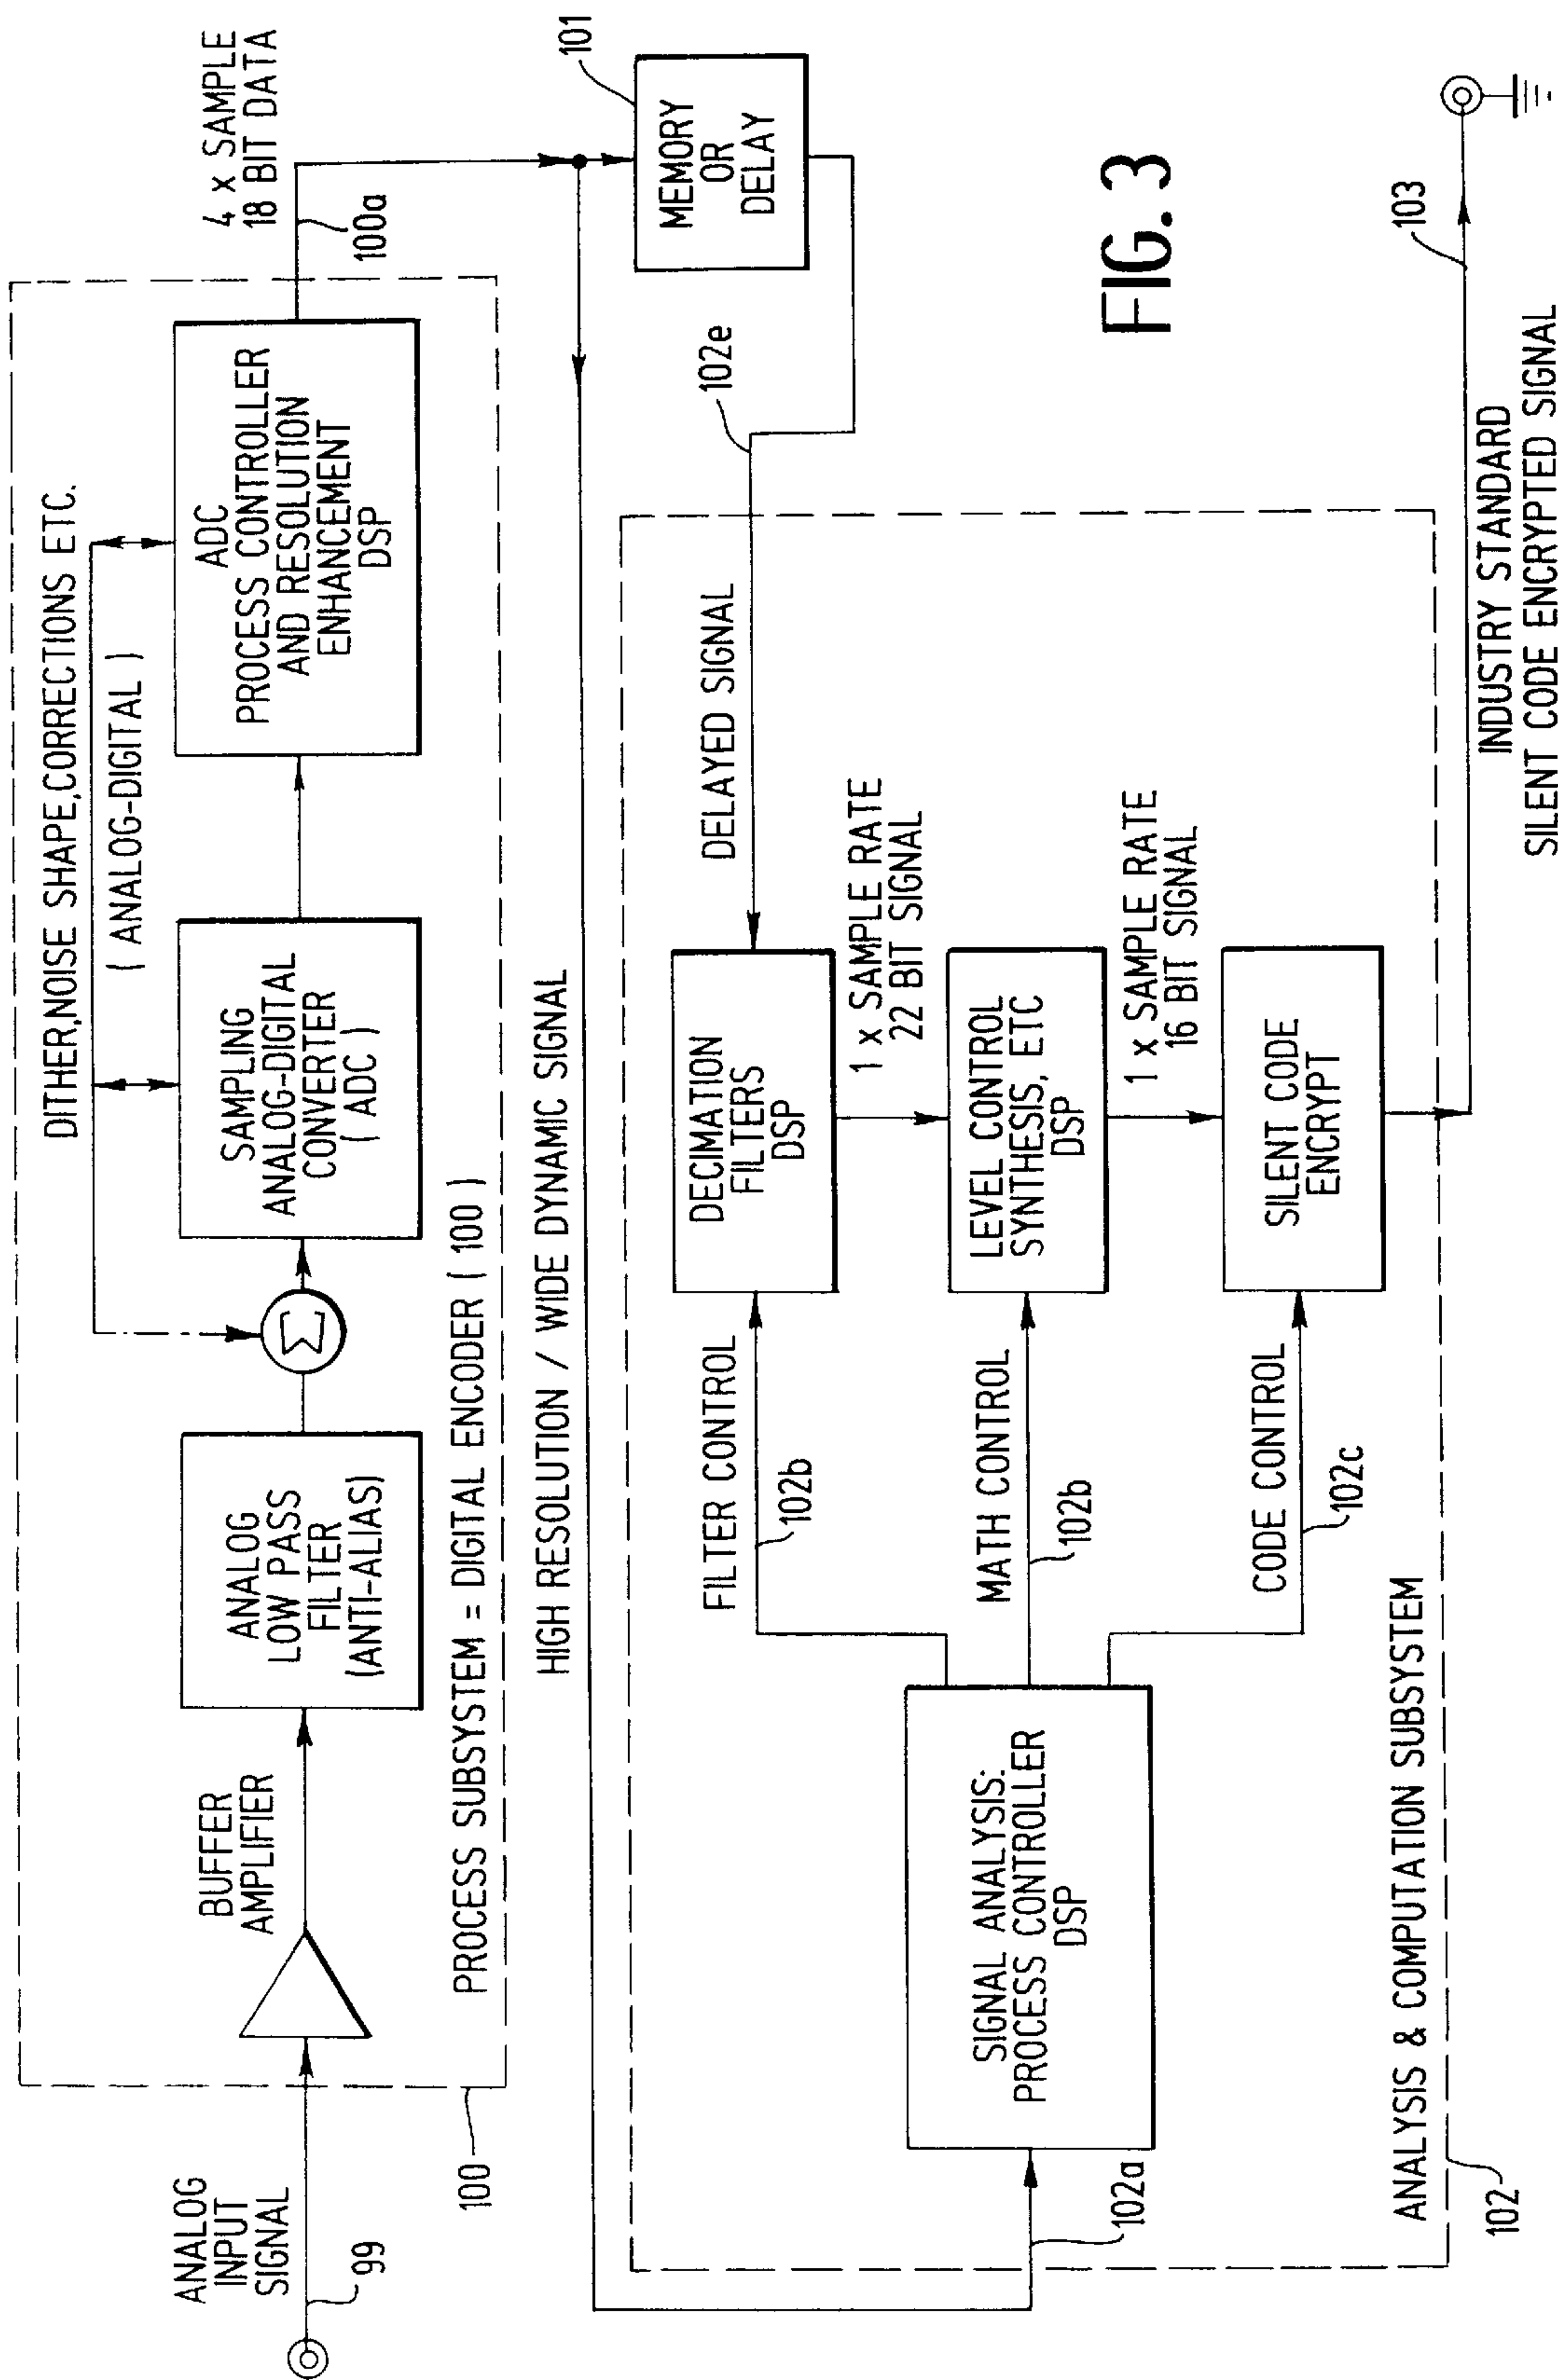 ANALOG
INPUT
SIGNAL
99
100
BUFFER
AMPLIFIER
ANALOG
LOW PASS
FILTER
(ANTI-ALIAS)
Σ
SAMPLING
ANALOG-DIGITAL
CONVERTER
( ADC )
DITHER,NOISE SHAPE,CORRECTIONS ETC.
( ANALOG-DIGITAL )
ADC
PROCESS CONTROLLER
AND RESOLUTION
ENHANCEMENT
DSP
PROCESS SUBSYSTEM = DIGITAL ENCODER ( 100 )
4 x SAMPLE
18 BIT DATA
100a
HIGH RESOLUTION / WIDE DYNAMIC SIGNAL
101
MEMORY
OR
DELAY
102e
DELAYED SIGNAL
102a
SIGNAL ANALYSIS:
PROCESS CONTROLLER
DSP
FILTER CONTROL
102b
MATH CONTROL
102b
CODE CONTROL
102c
DECIMATION
FILTERS
DSP
1 x SAMPLE RATE
22 BIT SIGNAL
LEVEL CONTROL
SYNTHESIS, ETC
DSP
1 x SAMPLE RATE
16 BIT SIGNAL
SILENT CODE
ENCRYPT
ANALYSIS & COMPUTATION SUBSYSTEM
102
103
INDUSTRY STANDARD
SILENT CODE ENCRYPTED SIGNAL
FIG. 3